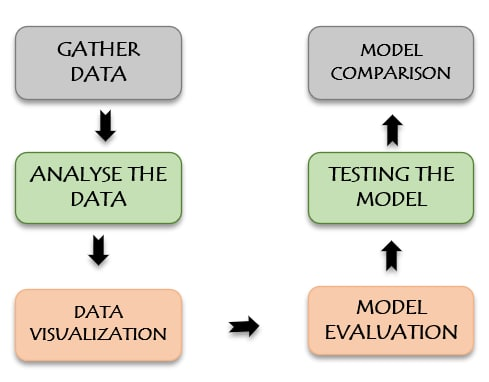 GATHER
DATA
ANALYSE THE
DATA
DATA
VISUALIZATION
MODEL
EVALUATION
TESTING THE
MODEL
MODEL
COMPARISON